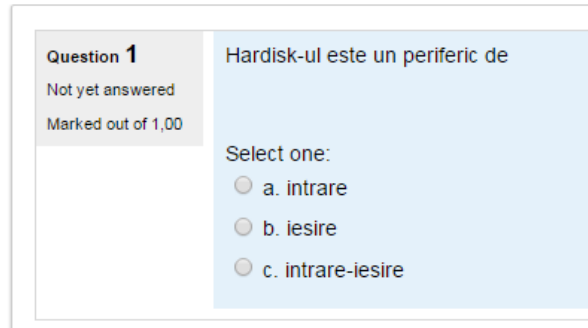 Question 1
Not yet answered
Marked out of 1,00
Hardisk-ul este un periferic de
Select one:
a. intrare
b. iesire
c. intrare-iesire